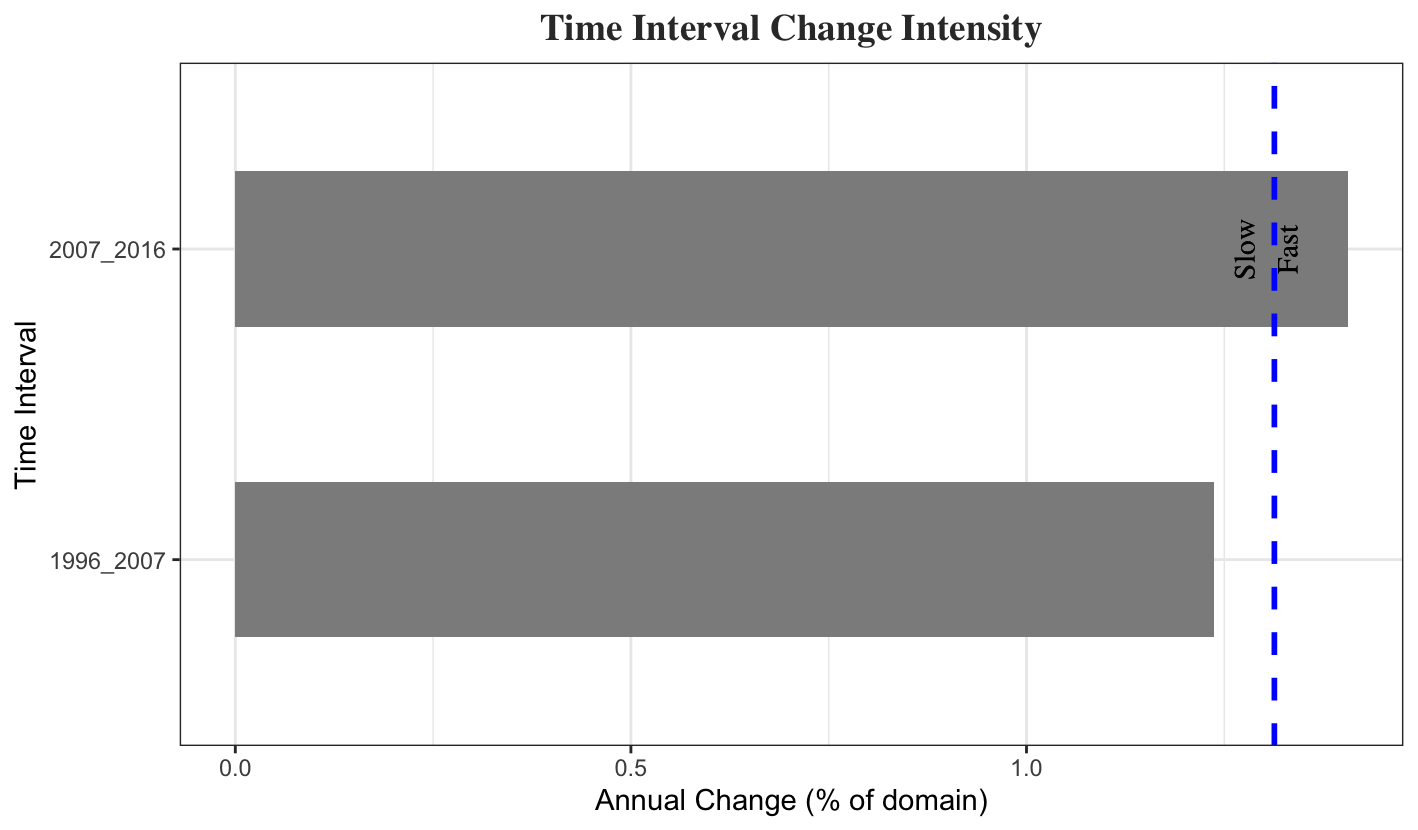 Time Interval Change Intensity
Time Interval
2007_2016
1996_2007
Slow
Fast
0.0
0.5
1.0
Annual Change (% of domain)